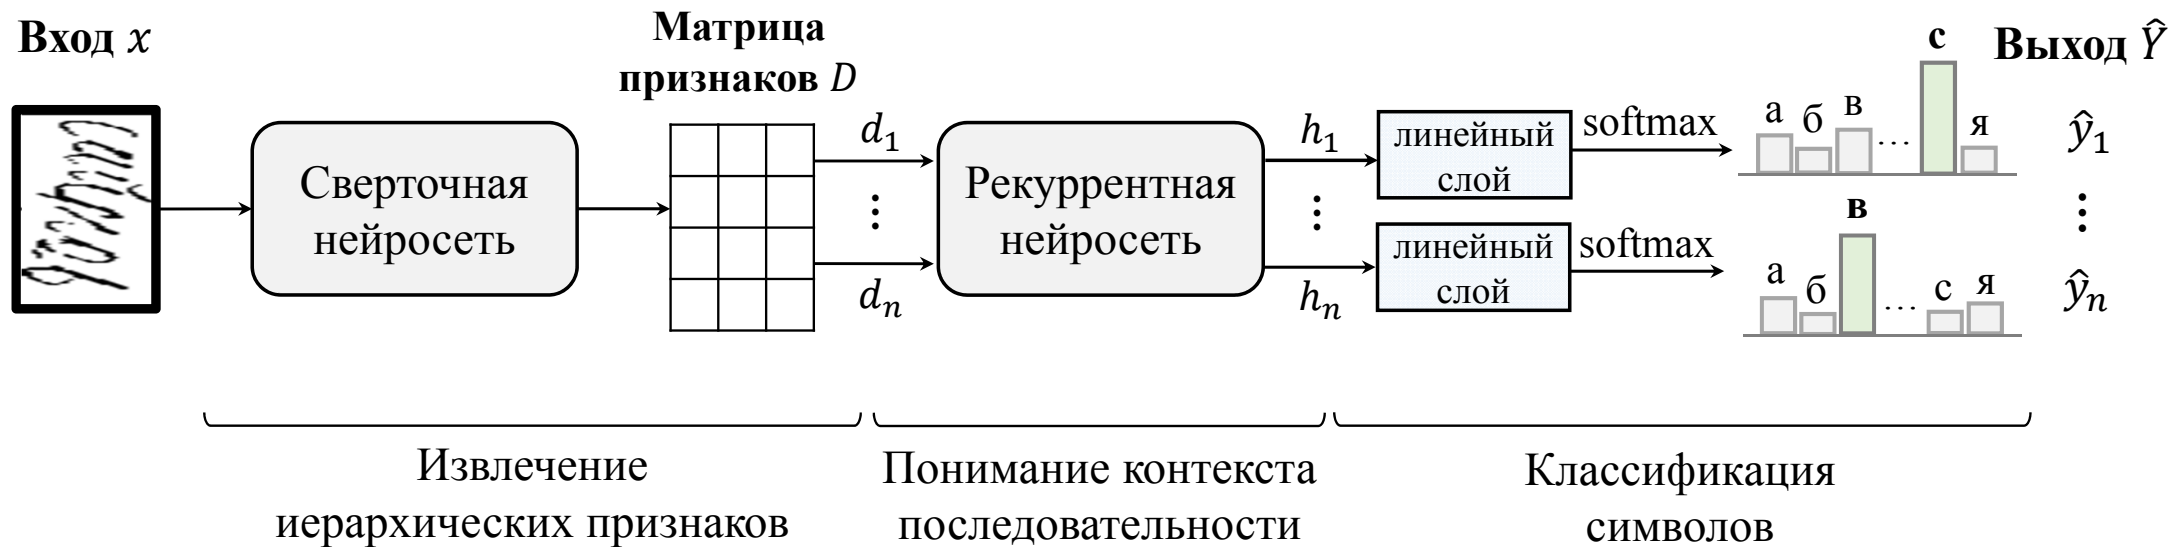 Вход x
Матрица
признаков D
Выход Ŷ
Сверточная
нейросеть
d₁
⋮
dₙ
Рекуррентная
нейросеть
h₁
⋮
hₙ
линейный
слой
softmax
линейный
слой
softmax
а б в ... с я
а б в ... с я
ŷ₁
⋮
ŷₙ
Извлечение
иерархических признаков
Понимание контекста
последовательности
Классификация
символов